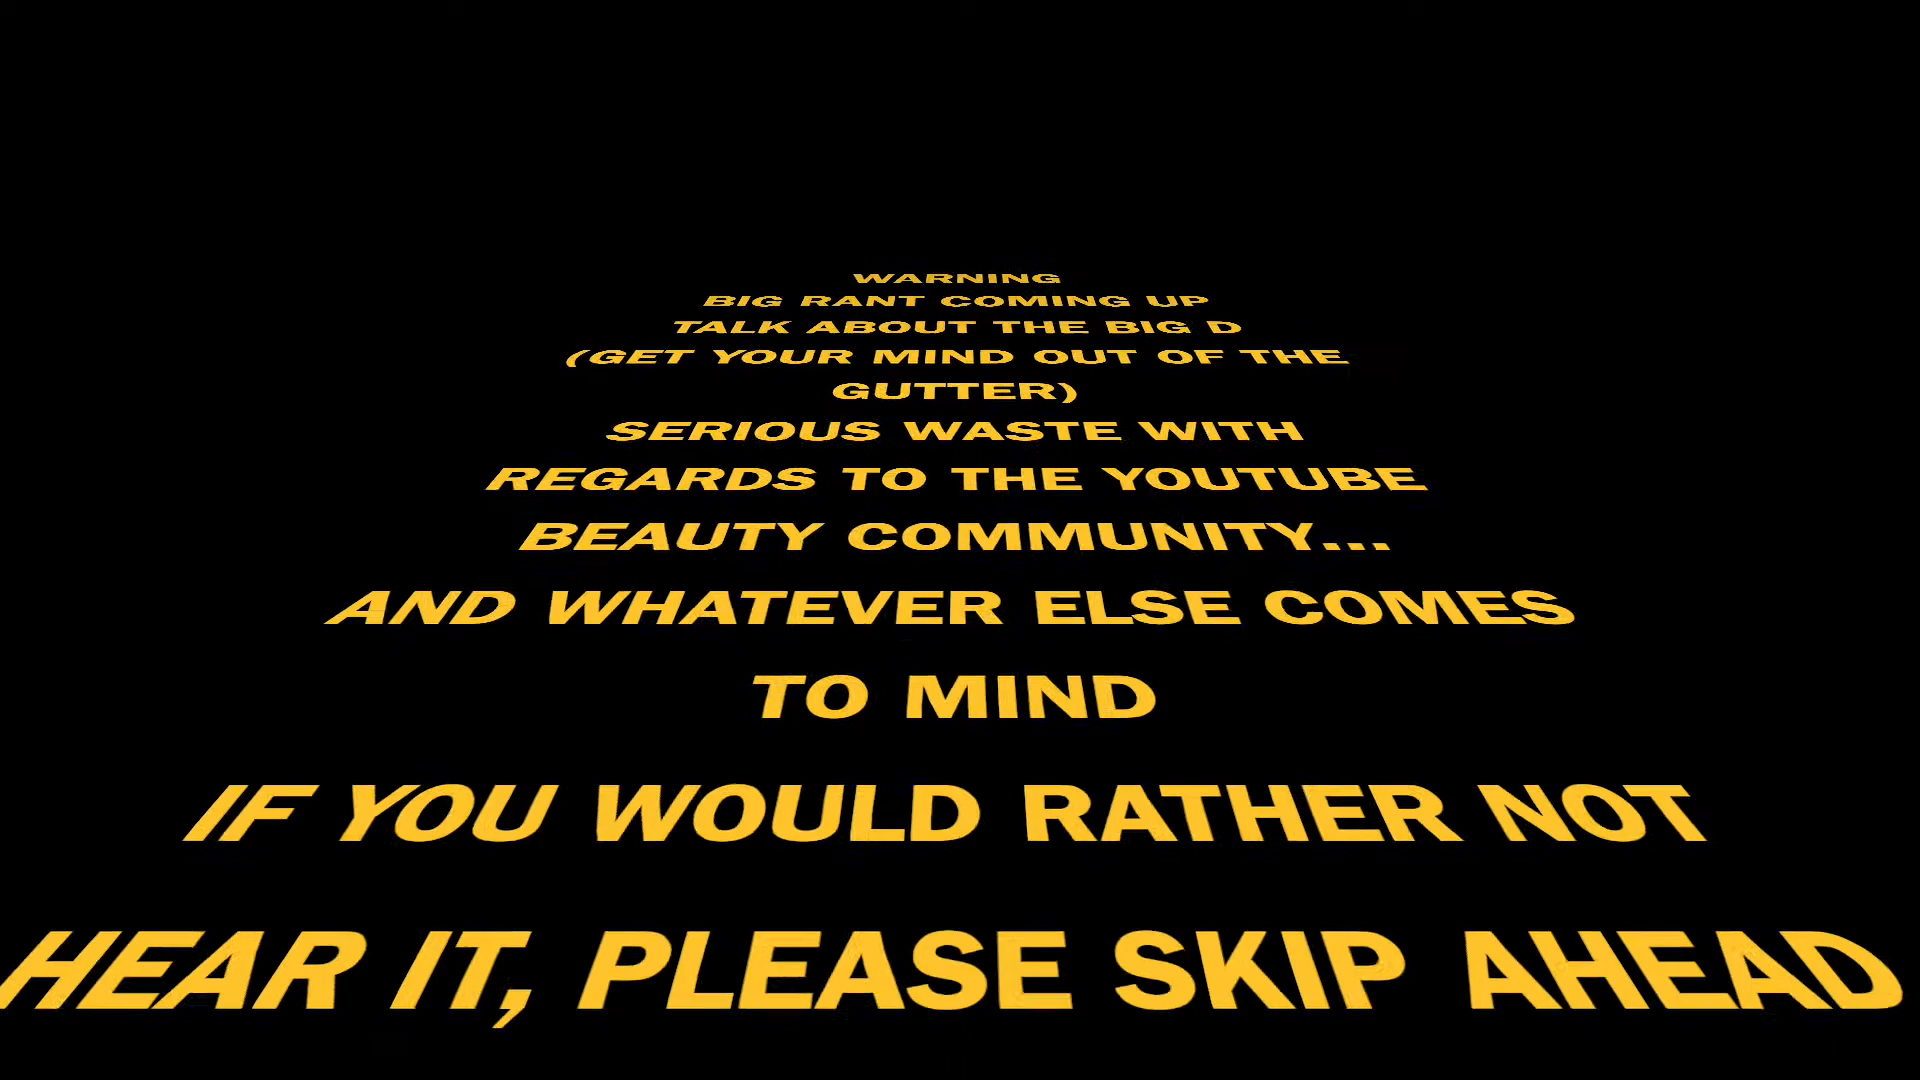 WARNING
BIG RANT COMING UP
TALK ABOUT THE BIG D
(GET YOUR MIND OUT OF THE
GUTTER)
SERIOUS WASTE WITH
REGARDS TO THE YOUTUBE
BEAUTY COMMUNITY...
AND WHATEVER ELSE COMES
TO MIND
IF YOU WOULD RATHER NOT
HEAR IT, PLEASE SKIP AHEAD